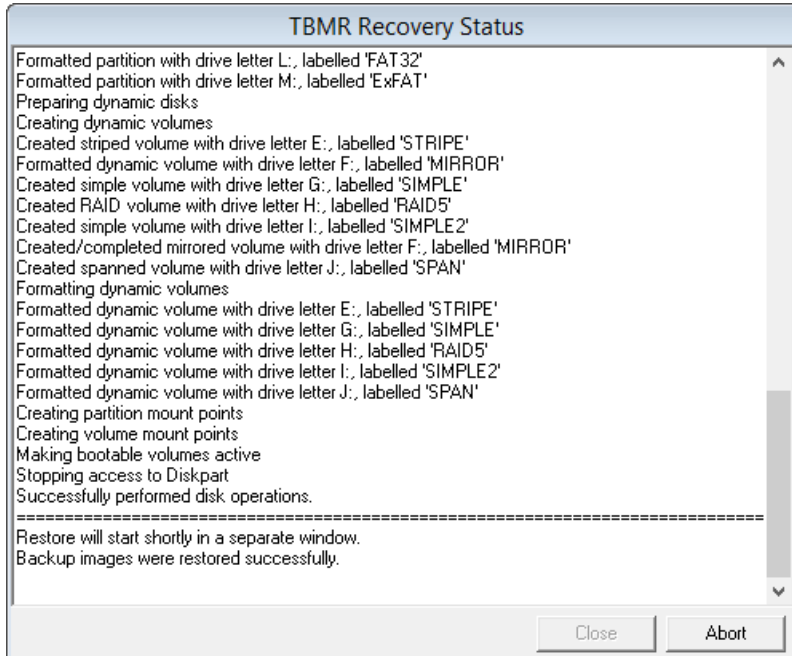 TBMR Recovery Status
Formatted partition with drive letter L:, labelled 'FAT32'
Formatted partition with drive letter M:, labelled 'ExFAT'
Preparing dynamic disks
Creating dynamic volumes
Created striped volume with drive letter E:, labelled 'STRIPE'
Formatted dynamic volume with drive letter F:, labelled 'MIRROR'
Created simple volume with drive letter G:, labelled 'SIMPLE'
Created RAID volume with drive letter H:, labelled 'RAID5'
Created simple volume with drive letter I:, labelled 'SIMPLE2'
Created/completed mirrored volume with drive letter F:, labelled 'MIRROR'
Created spanned volume with drive letter J:, labelled 'SPAN'
Formatting dynamic volumes
Formatted dynamic volume with drive letter E:, labelled 'STRIPE'
Formatted dynamic volume with drive letter G:, labelled 'SIMPLE'
Formatted dynamic volume with drive letter H:, labelled 'RAID5'
Formatted dynamic volume with drive letter I:, labelled 'SIMPLE2'
Formatted dynamic volume with drive letter J:, labelled 'SPAN'
Creating partition mount points
Creating volume mount points
Making bootable volumes active
Stopping access to Diskpart
Successfully performed disk operations.
==========================================================================
Restore will start shortly in a separate window.
Backup images were restored successfully.
Close Abort